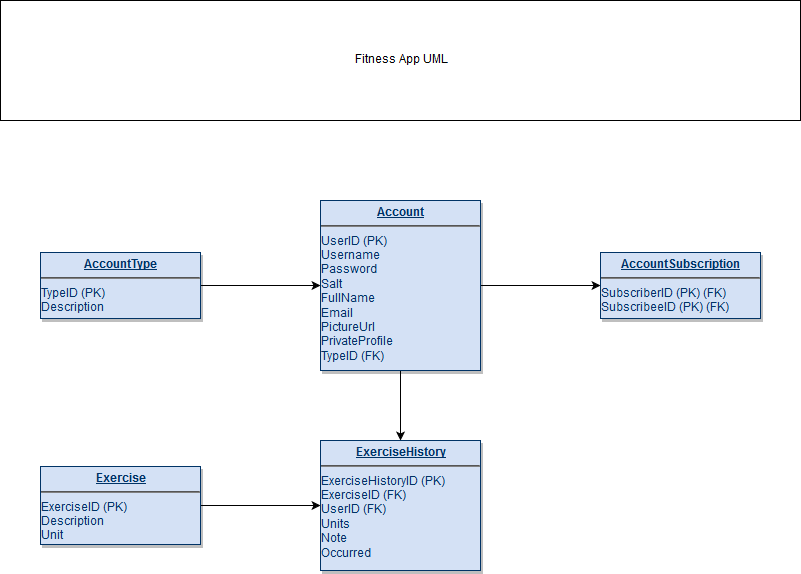 Fitness App UML
Account
UserID (PK)
Username
Password
Salt
FullName
Email
PictureUrl
PrivateProfile
TypeID (FK)
AccountType
TypeID (PK)
Description
AccountSubscription
SubscriberID (PK) (FK)
SubscribeeID (PK) (FK)
Exercise
ExerciseID (PK)
Description
Unit
ExerciseHistory
ExerciseHistoryID (PK)
ExerciseID (FK)
UserID (FK)
Units
Note
Occurred